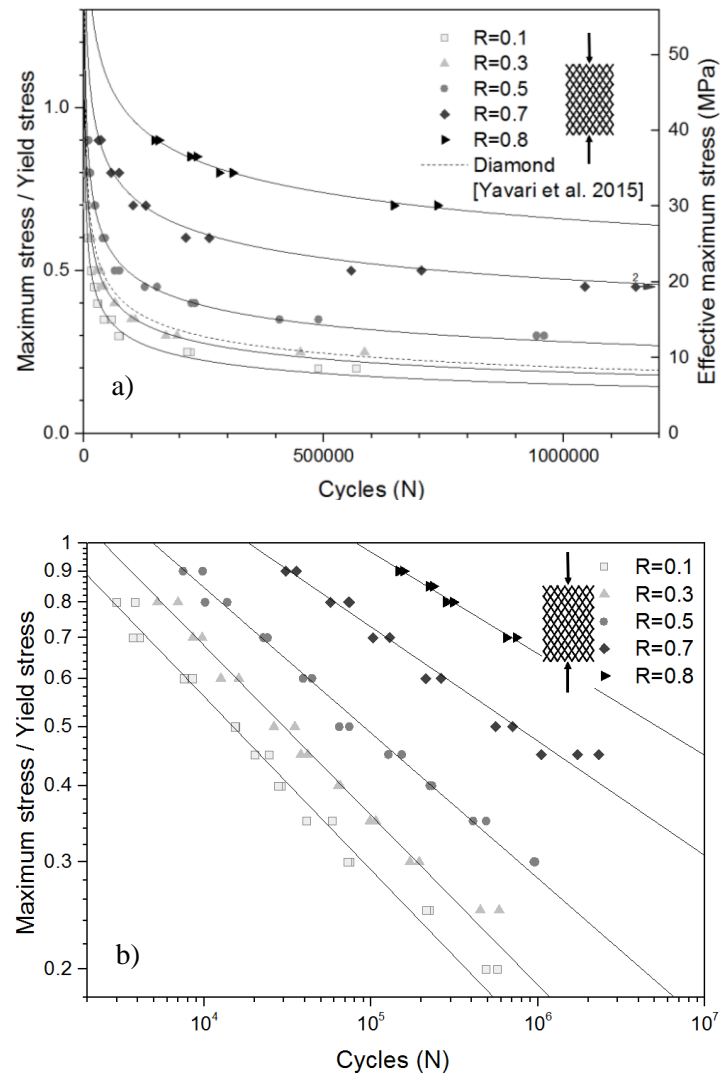 Maximum stress / Yield stress
1.0
0.5
0.0
R=0.1
R=0.3
R=0.5
R=0.7
R=0.8
Diamond
[Yavari et al. 2015]
2
a)
50
40
30
20
10
0
Effective maximum stress (MPa)
0
500000
1000000
Cycles (N)
Maximum stress / Yield stress
1
0.9
0.8
0.7
0.6
0.5
0.4
0.3
0.2
R=0.1
R=0.3
R=0.5
R=0.7
R=0.8
b)
10⁴
10⁵
10⁶
10⁷
Cycles (N)